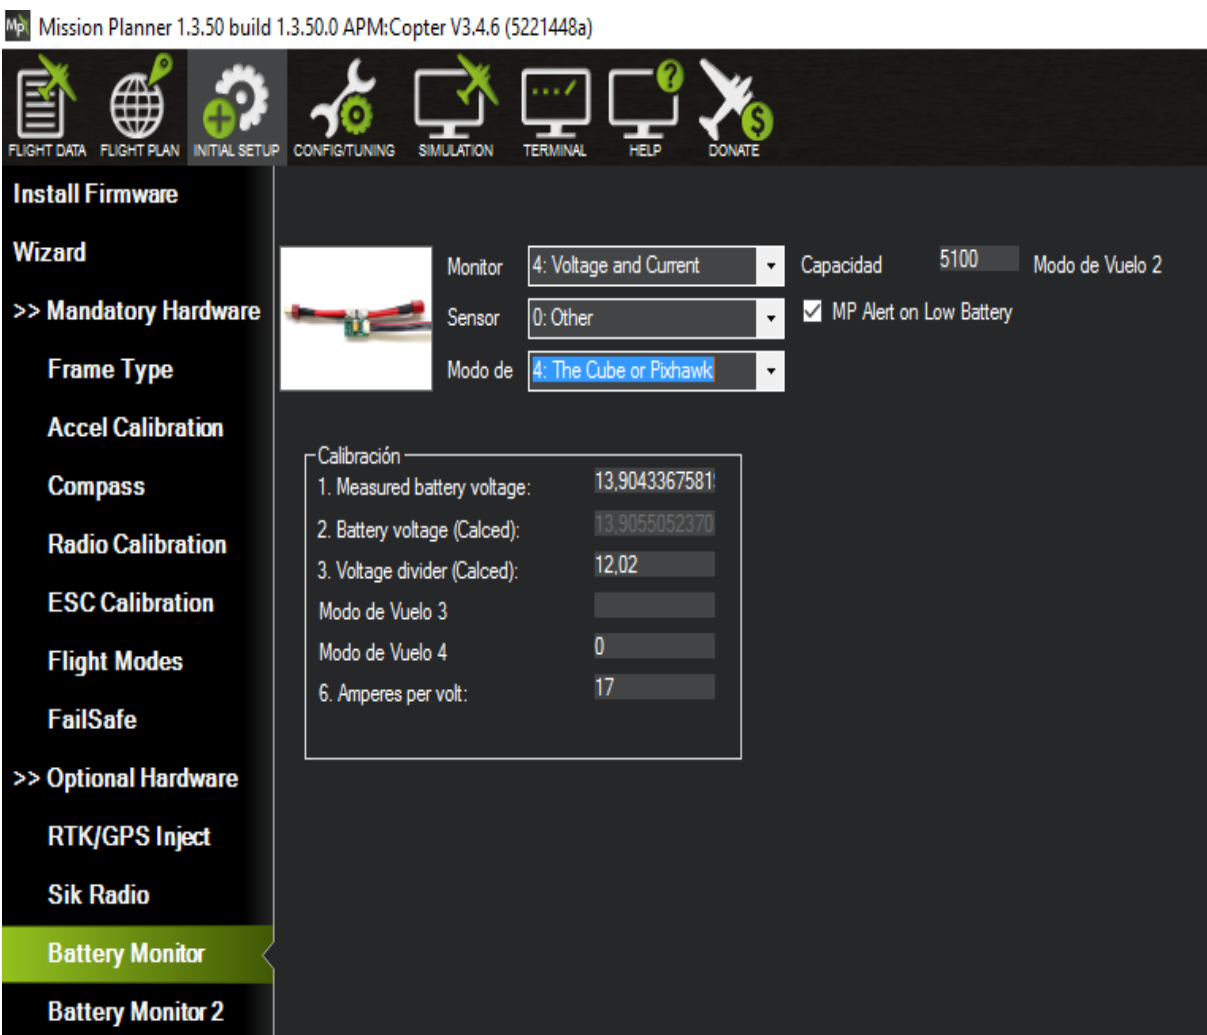 Mp Mission Planner 1.3.50 build 1.3.50.0 APM:Copter V3.4.6 (5221448a)
FLIGHT DATA FLIGHT PLAN INITIAL SETUP CONFIG/TUNING SIMULATION TERMINAL HELP DONATE
Install Firmware
Wizard
>> Mandatory Hardware
Frame Type
Accel Calibration
Compass
Radio Calibration
ESC Calibration
Flight Modes
FailSafe
>> Optional Hardware
RTK/GPS Inject
Sik Radio
Battery Monitor
Battery Monitor 2
Monitor 4: Voltage and Current Capacidad 5100 Modo de Vuelo 2
Sensor 0: Other MP Alert on Low Battery
Modo de 4: The Cube or Pixhawk
Calibración
1. Measured battery voltage: 13,9043367581
2. Battery voltage (Calced): 13,9055052370
3. Voltage divider (Calced): 12,02
Modo de Vuelo 3
Modo de Vuelo 4 0
6. Amperes per volt: 17